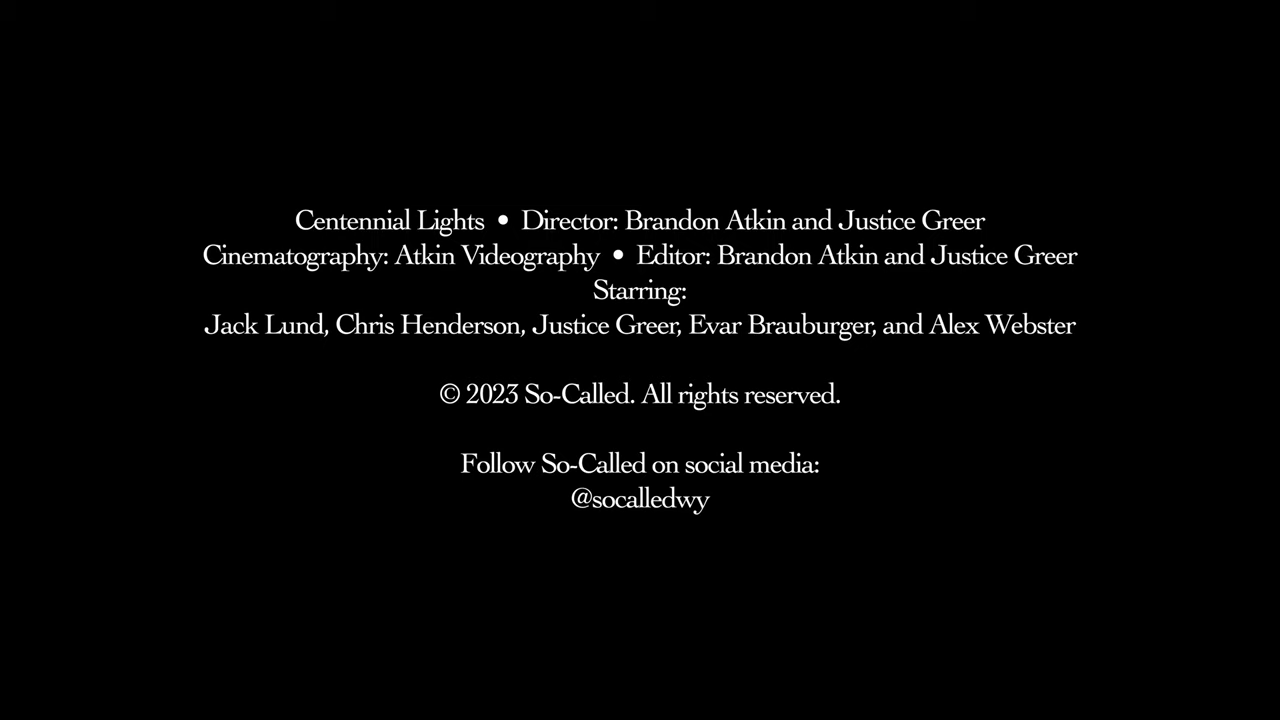 Centennial Lights • Director: Brandon Atkin and Justice Greer
Cinematography: Atkin Videography • Editor: Brandon Atkin and Justice Greer
Starring:
Jack Lund, Chris Henderson, Justice Greer, Evar Brauburger, and Alex Webster
© 2023 So-Called. All rights reserved.
Follow So-Called on social media:
@socalledwy